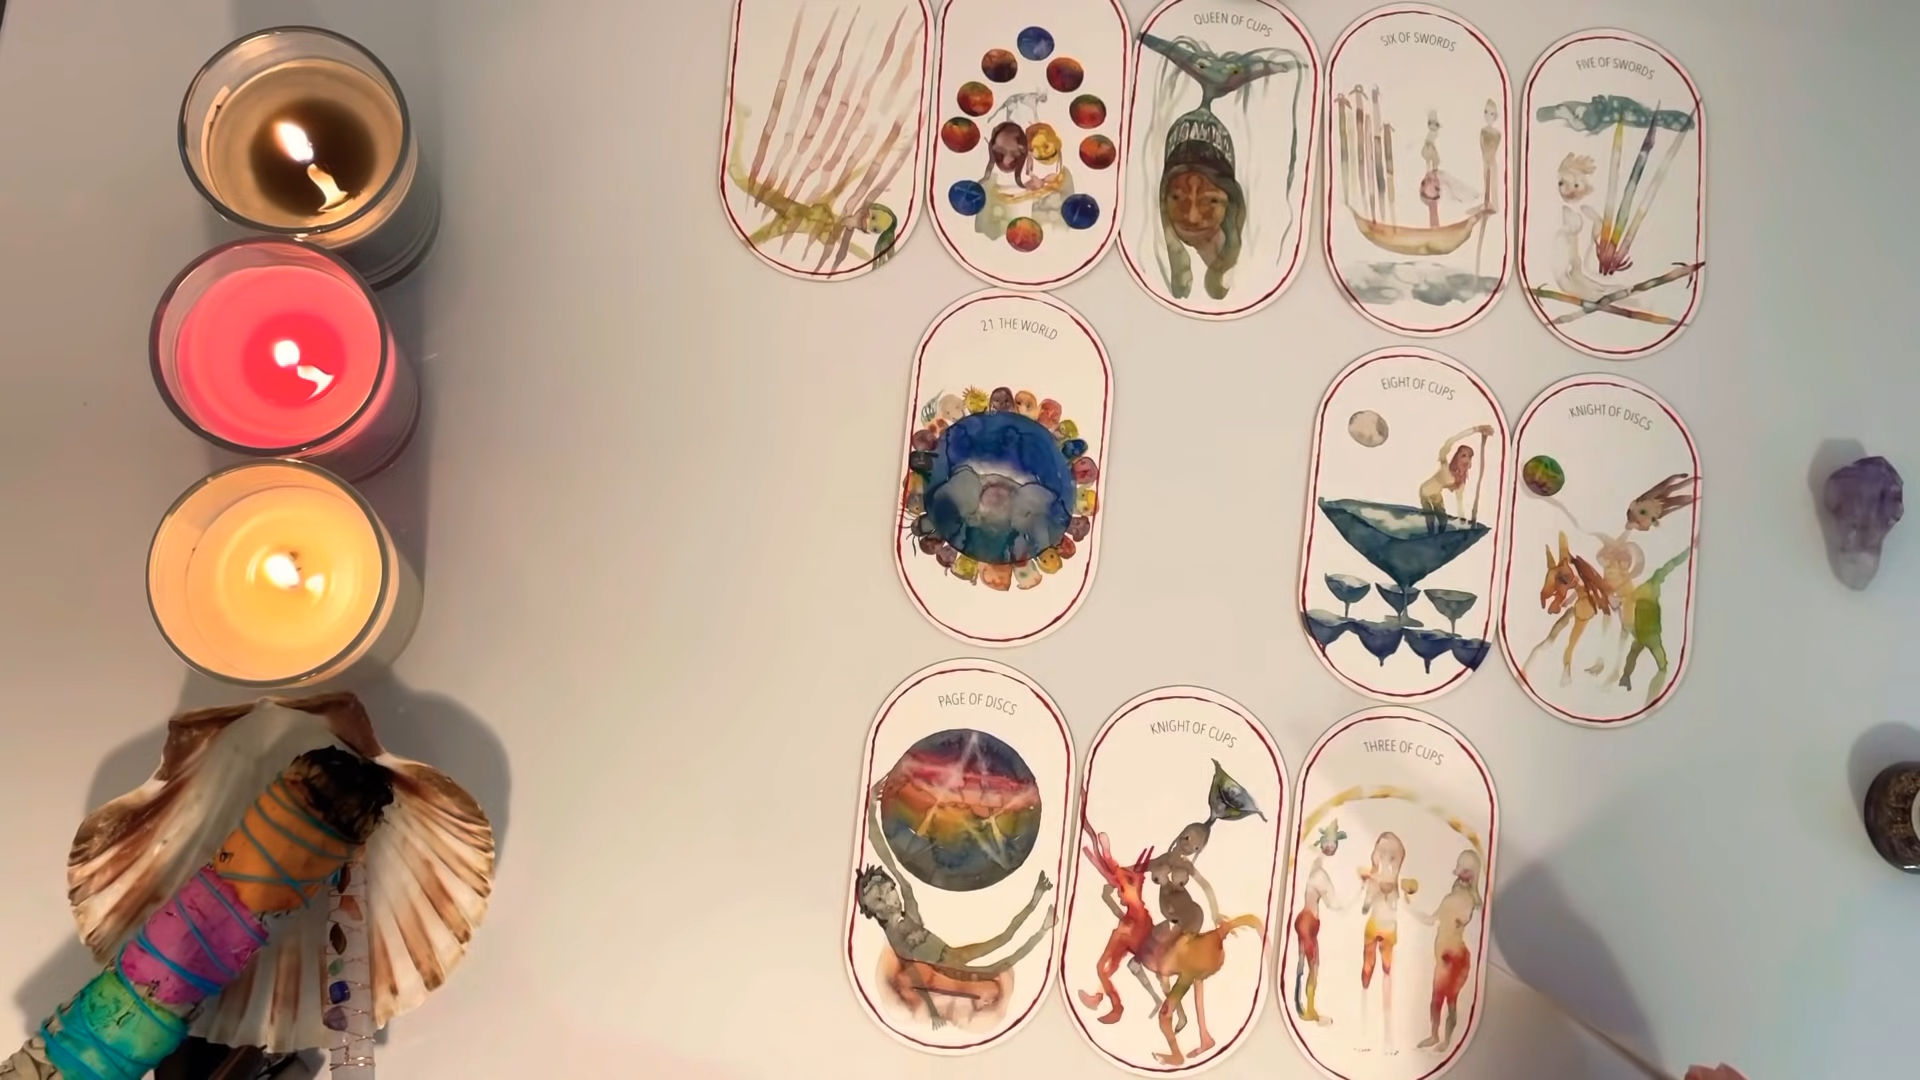 QUEEN OF CUPS
SIX OF SWORDS
FIVE OF SWORDS
21. THE WORLD
EIGHT OF CUPS
KNIGHT OF DISCS
PAGE OF DISCS
KNIGHT OF CUPS
THREE OF CUPS